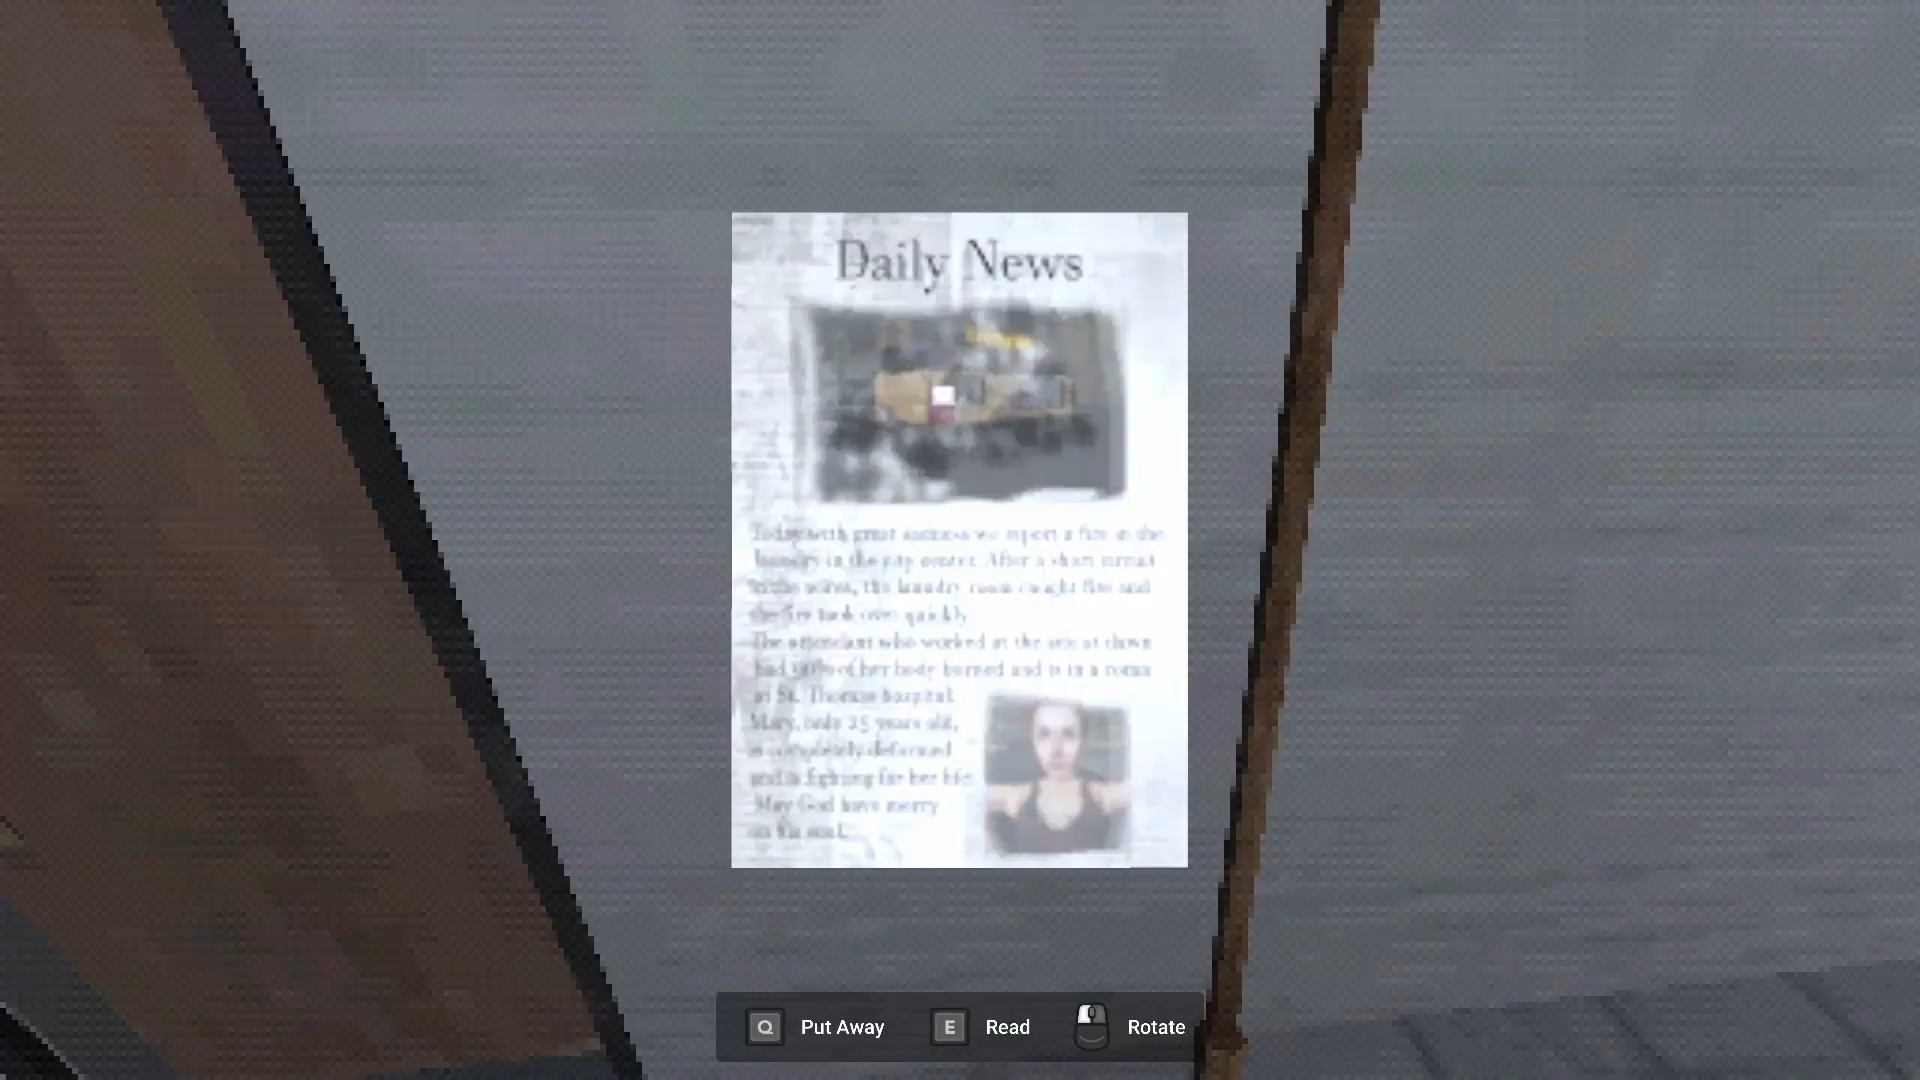 Daily News
Today with great sadness we report a fire in the
laundry in the city center. After a short circuit
in the wires, the laundry room caught fire and
the fire took over quickly
The attendant who worked at the site at dawn
had of her body burned and is in a coma
at St. Thomas hospital.
Mary, only 25 years old,
is completely deformed
and is fighting for her life
May God have mercy
on his soul.
Q Put Away E Read Rotate